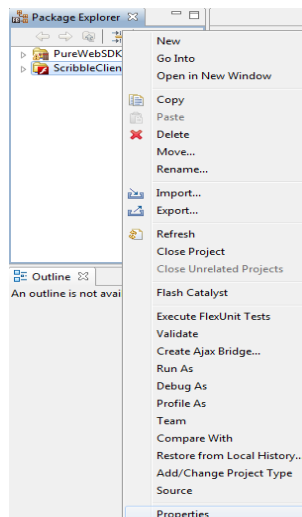 Package Explorer
PureWebSDK
ScribbleClien
New
Go Into
Open in New Window
Copy
Paste
Delete
Move...
Rename...
Import...
Export...
Refresh
Close Project
Close Unrelated Projects
Flash Catalyst
Execute FlexUnit Tests
Validate
Create Ajax Bridge...
Run As
Debug As
Profile As
Team
Compare With
Restore from Local History..
Add/Change Project Type
Source
Properties
Outline
An outline is not avai